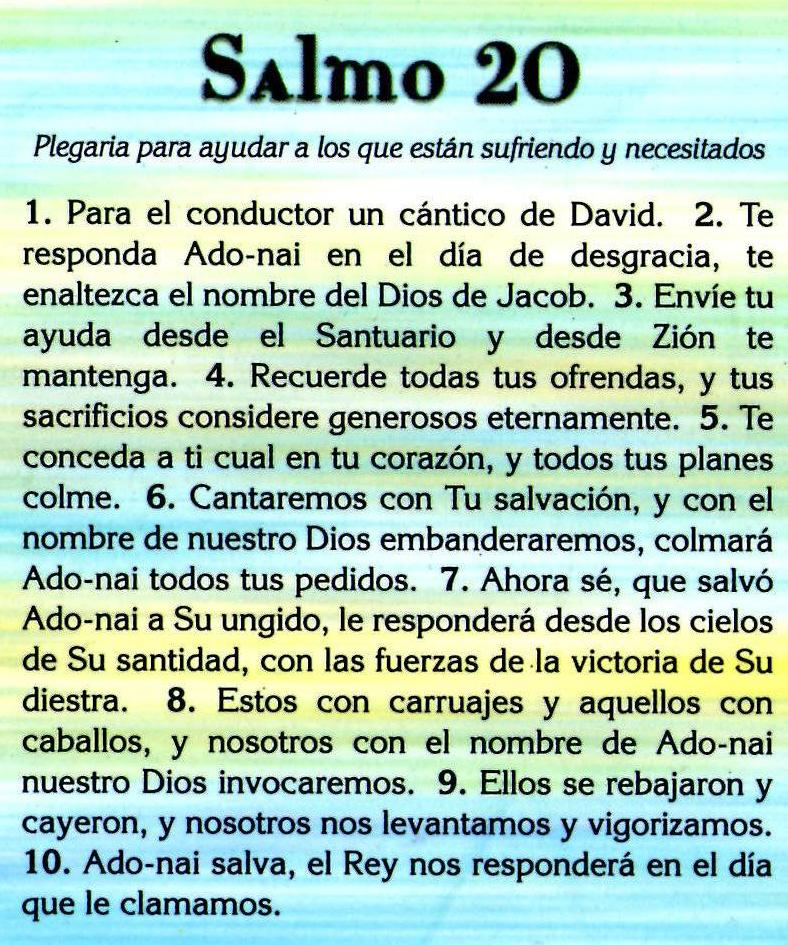 Salmo 20
Plegaria para ayudar a los que están sufriendo y necesitados
1. Para el conductor un cántico de David. 2. Te
responda Ado-nai en el día de desgracia, te
enaltezca el nombre del Dios de Jacob. 3. Envíe tu
ayuda desde el Santuario y desde Zión te
mantenga. 4. Recuerde todas tus ofrendas, y tus
sacrificios considere generosos eternamente. 5. Te
conceda a ti cual en tu corazón, y todos tus planes
colme. 6. Cantaremos con Tu salvación, y con el
nombre de nuestro Dios embanderaremos, colmará
Ado-nai todos tus pedidos. 7. Ahora sé, que salvó
Ado-nai a Su ungido, le responderá desde los cielos
de Su santidad, con las fuerzas de la victoria de Su
diestra. 8. Estos con carruajes y aquellos con
caballos, y nosotros con el nombre de Ado-nai
nuestro Dios invocaremos. 9. Ellos se rebajaron y
cayeron, y nosotros nos levantamos y vigorizamos.
10. Ado-nai salva, el Rey nos responderá en el día
que le clamamos.